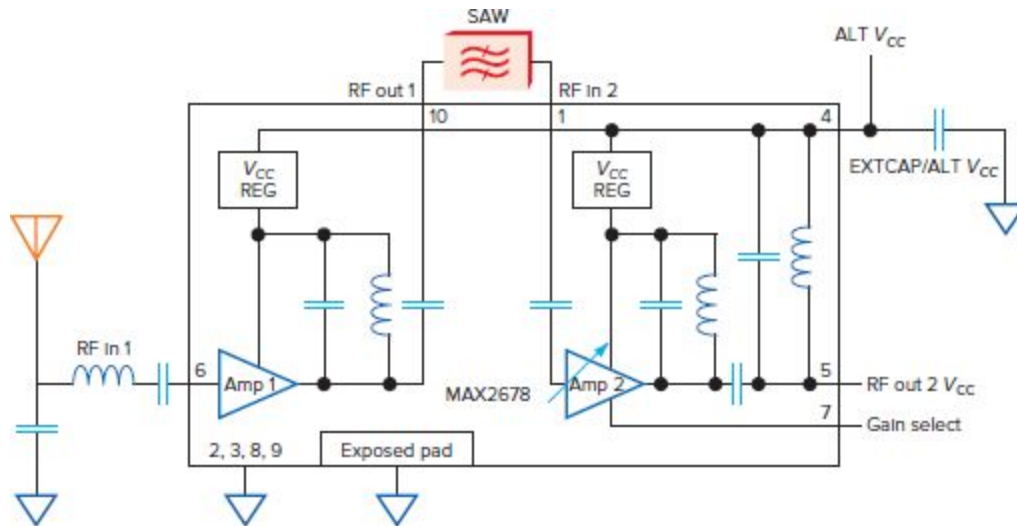 SAW
ALT VCC
RF out 1
RF in 2
10
1
4
VCC
REG
VCC
REG
EXTCAP/ALT VCC
RF in 1
6
Amp 1
MAX2678
Amp 2
5
RF out 2 VCC
7
Gain select
2, 3, 8, 9
Exposed pad